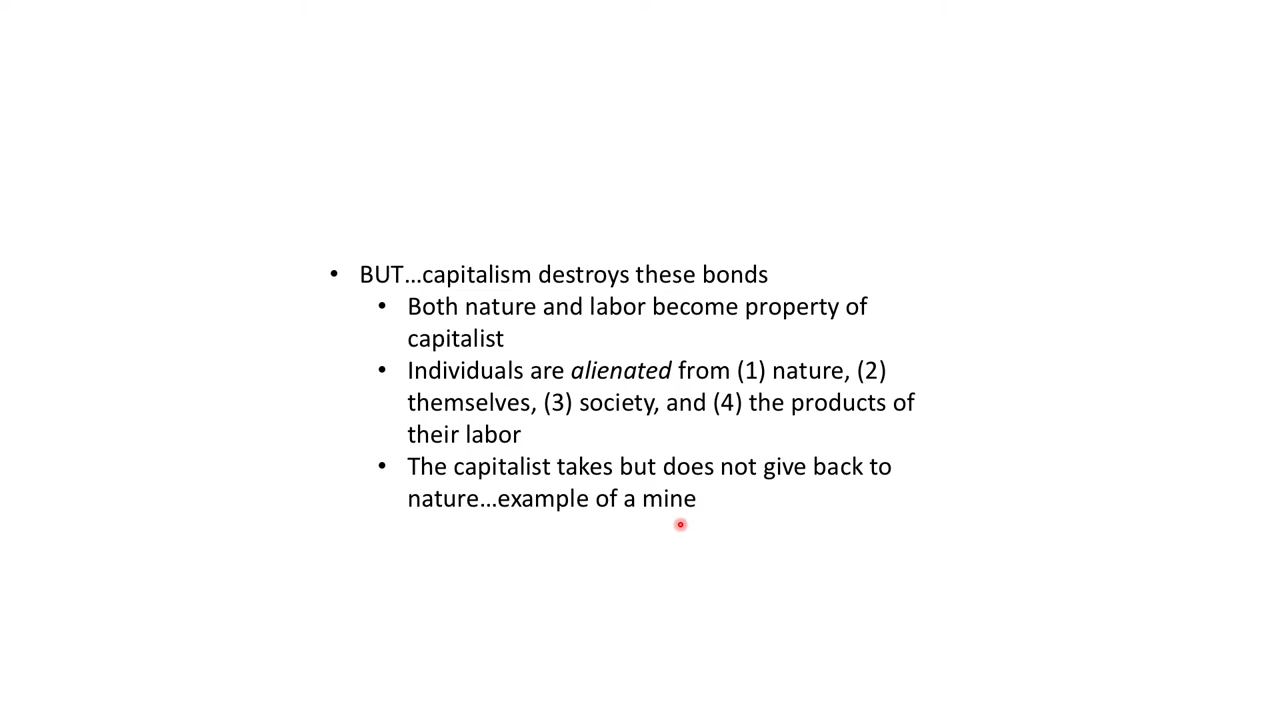 • BUT...capitalism destroys these bonds
• Both nature and labor become property of
capitalist
• Individuals are alienated from (1) nature, (2)
themselves, (3) society, and (4) the products of
their labor
• The capitalist takes but does not give back to
nature...example of a mine